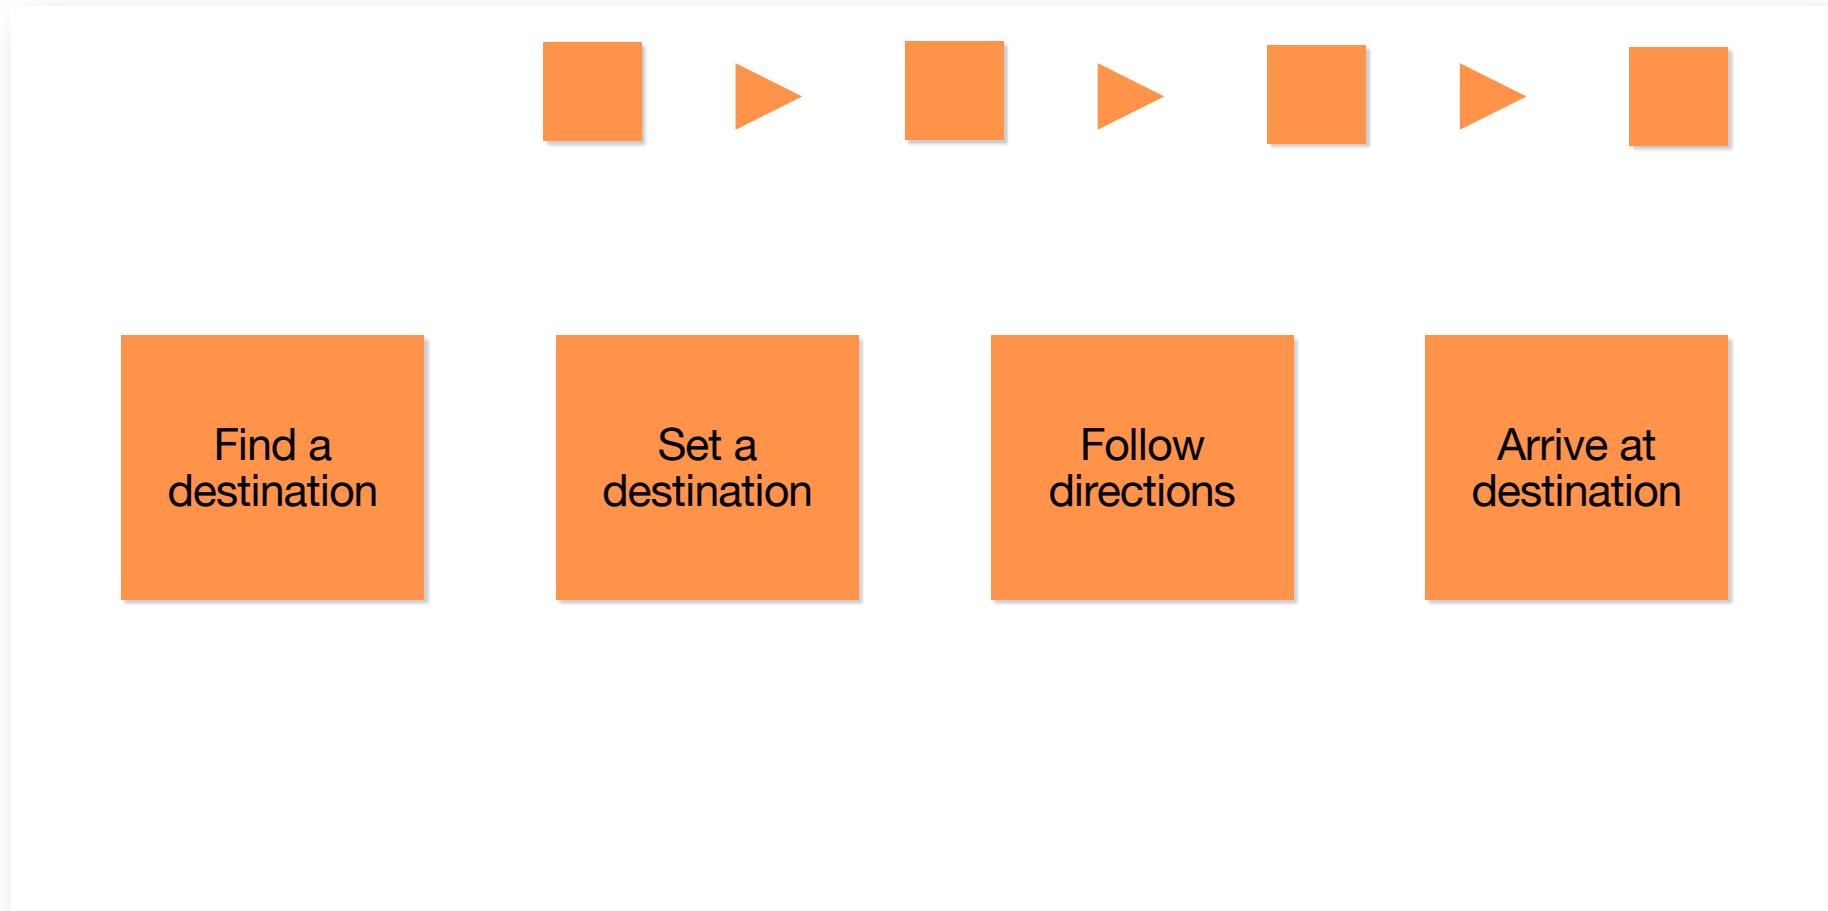 Find a
destination
Set a
destination
Follow
directions
Arrive at
destination